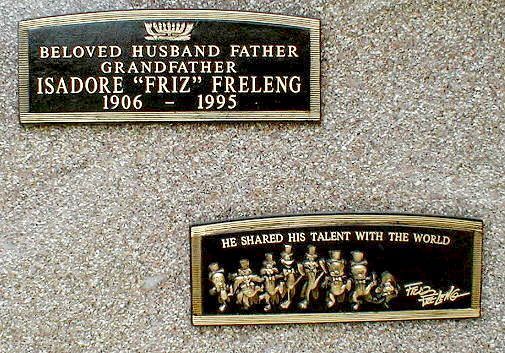 BELOVED HUSBAND FATHER
GRANDFATHER
ISADORE "FRIZ" FRELENG
1906 - 1995
HE SHARED HIS TALENT WITH THE WORLD
FRIZ
FRELENG